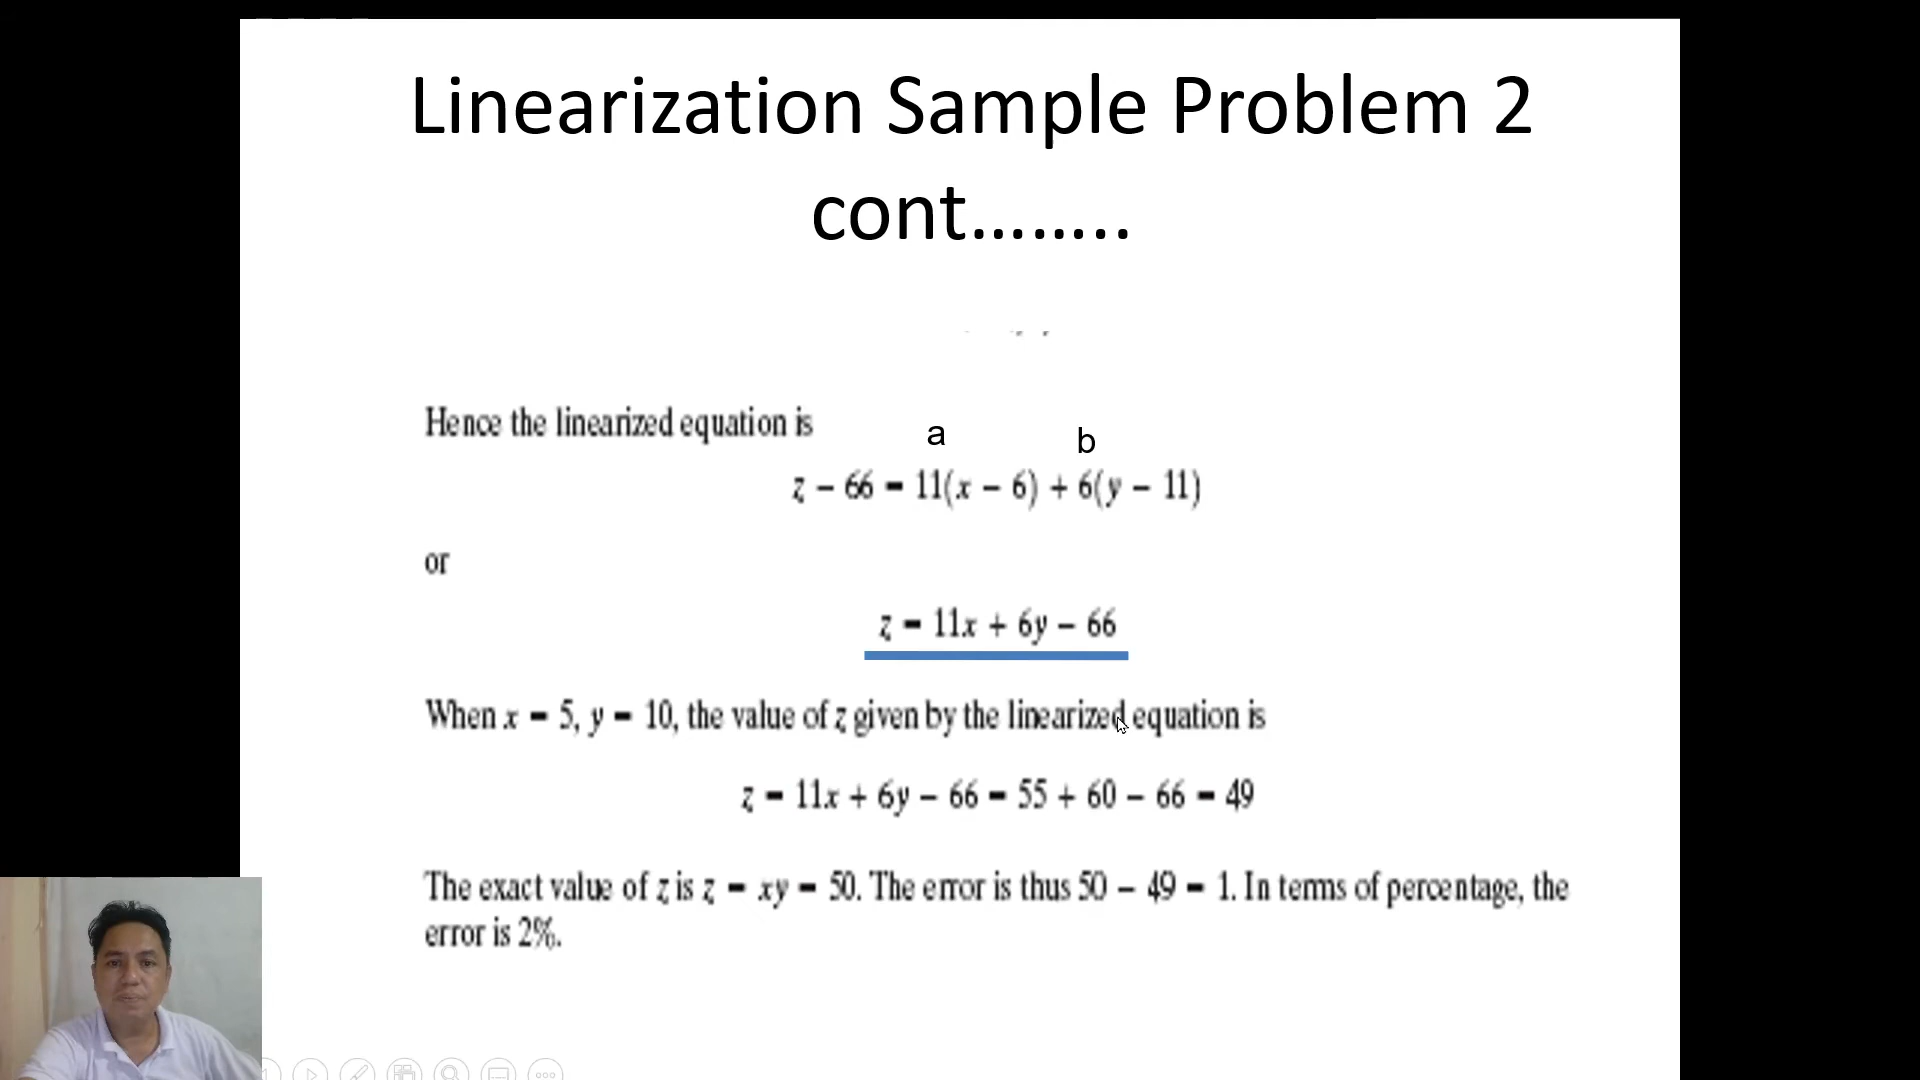 Linearization Sample Problem 2
cont........
Hence the linearized equation is
a b
z – 66 = 11(x – 6) + 6(y – 11)
or
z = 11x + 6y – 66
When x = 5, y = 10, the value of z given by the linearized equation is
z = 11x + 6y – 66 = 55 + 60 – 66 = 49
The exact value of z is z = xy = 50. The error is thus 50 – 49 = 1. In terms of percentage, the
error is 2%.